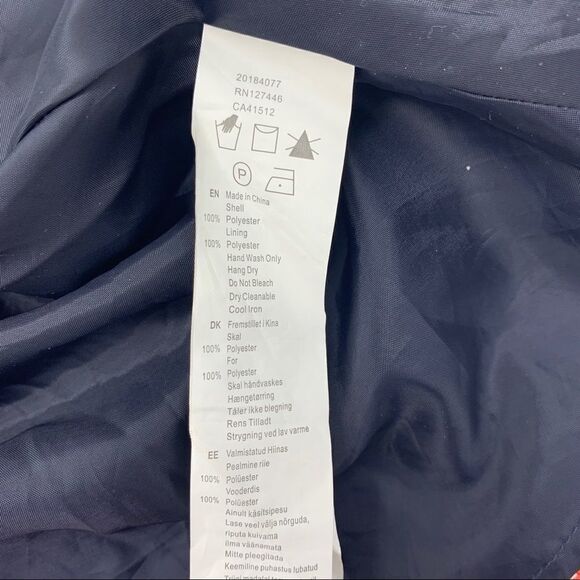 20184077
RN127446
CA41512
P
EN Made in China
Shell
100% Polyester
Lining
100% Polyester
Hand Wash Only
Hang Dry
Do Not Bleach
Dry Cleanable
Cool Iron
DK Fremstillet i Kina
Skal
100% Polyester
For
100% Polyester
Skal håndvaskes
Hængetørring
Tåler ikke blegning
Rens Tilladt
Strygning ved lav varme
EE Valmistatud Hiinas
Pealmine riie
100% Polüester
Vooderdis
100% Polüester
Ainult käsitsipesu
Lase veel välja nõrguda,
riputa kuivama
ilma väänamata
Mitte pleegitada
Keemiline puhastus lubatud